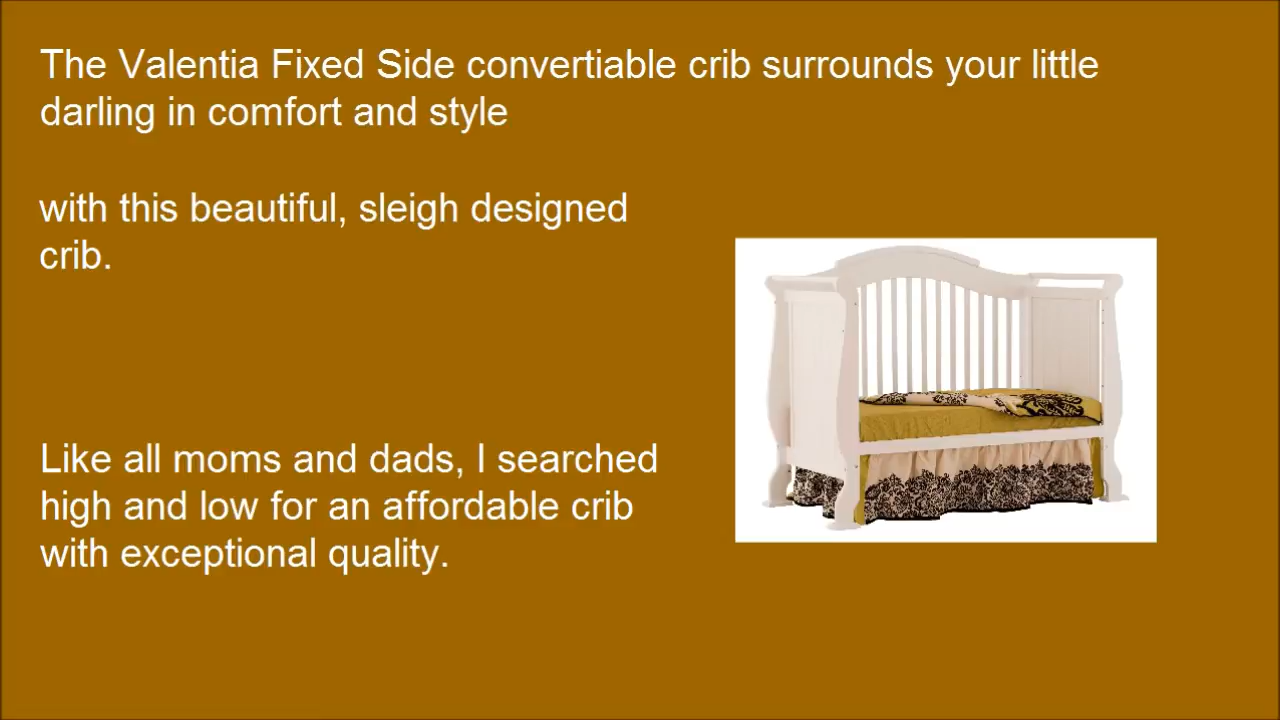 The Valentia Fixed Side convertiable crib surrounds your little
darling in comfort and style
with this beautiful, sleigh designed
crib.
Like all moms and dads, I searched
high and low for an affordable crib
with exceptional quality.